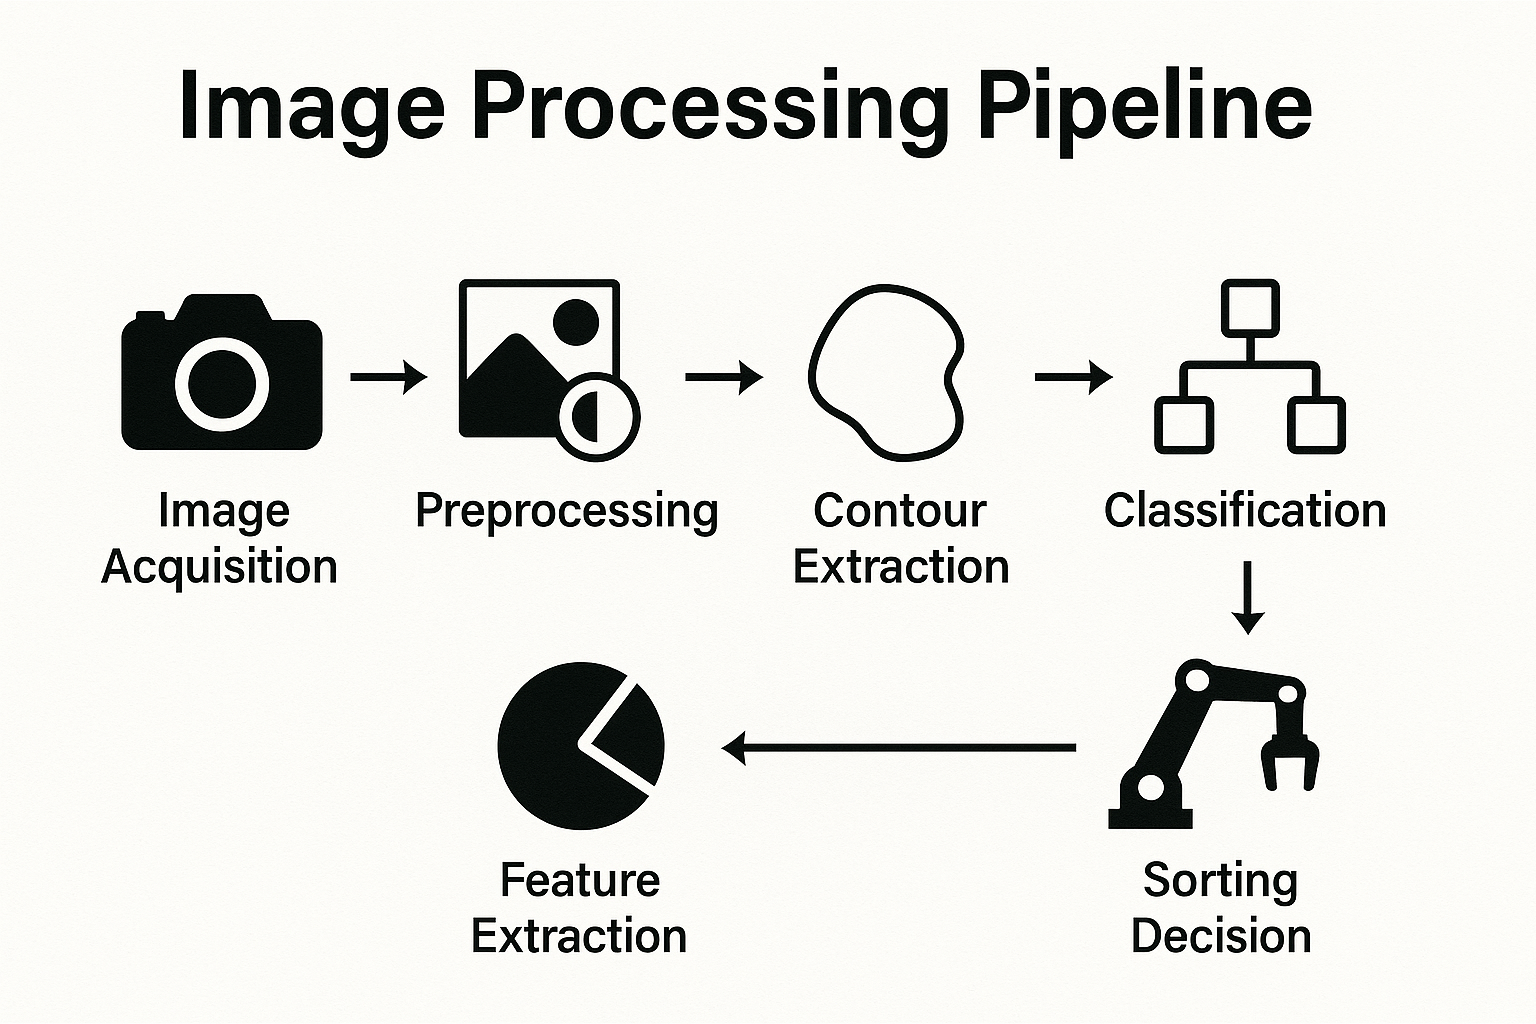 Image Processing Pipeline
Image
Acquisition
Preprocessing
Contour
Extraction
Classification
Feature
Extraction
Sorting
Decision